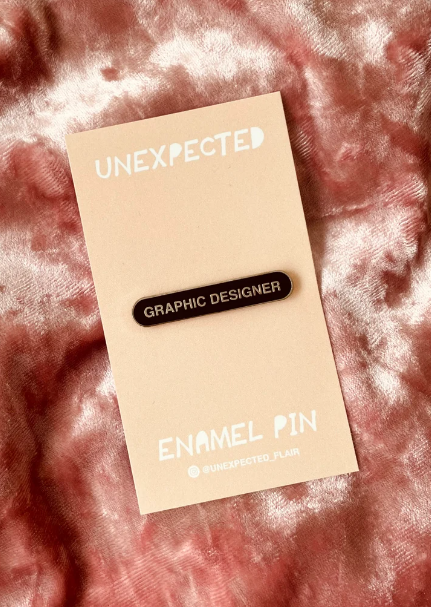 UNEXPECTED
GRAPHIC DESIGNER
ENAMEL PIN
@UNEXPECTED_FLAIR